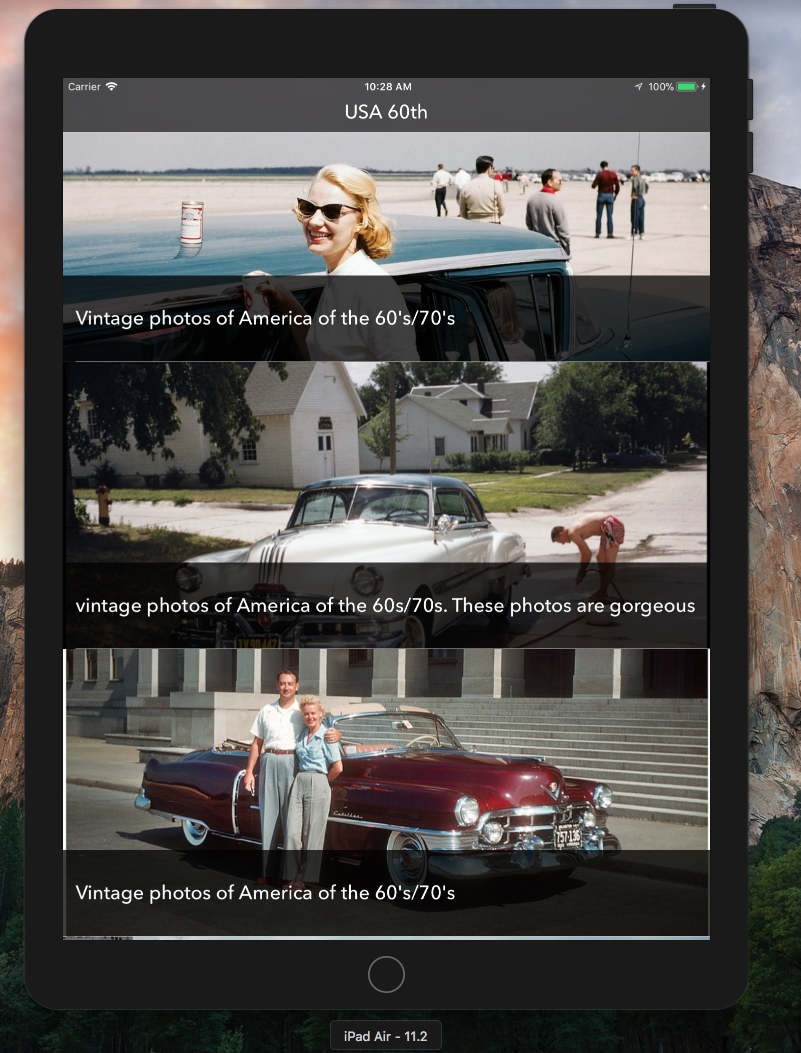 Carrier
10:28 AM
100%
USA 60th
Vintage photos of America of the 60's/70's
vintage photos of America of the 60s/70s. These photos are gorgeous
Vintage photos of America of the 60's/70's
iPad Air – 11.2